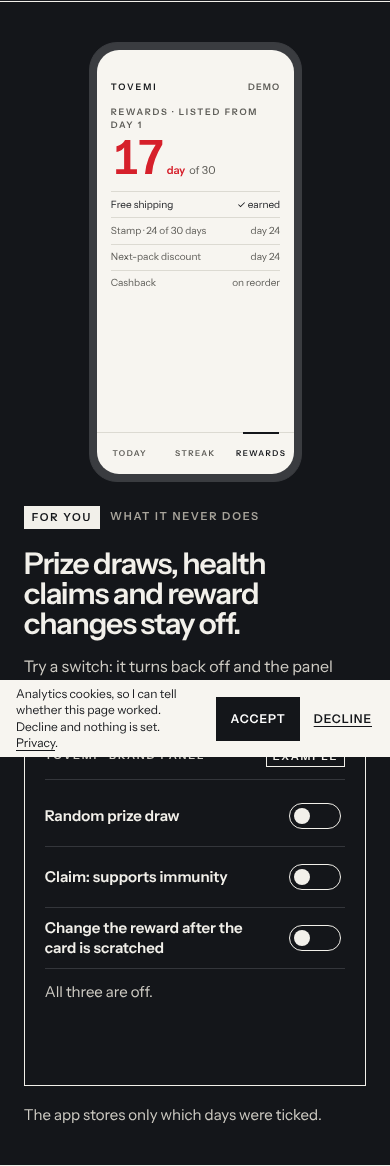 TOVEMI DEMO
REWARDS · LISTED FROM
DAY 1
17 day of 30
Free shipping ✓ earned
Stamp · 24 of 30 days day 24
Next-pack discount day 24
Cashback on reorder
TODAY STREAK REWARDS
FOR YOU WHAT IT NEVER DOES
Prize draws, health
claims and reward
changes stay off.
Try a switch: it turns back off and the panel
Analytics cookies, so I can tell
whether this page worked.
Decline and nothing is set.
Privacy.
ACCEPT DECLINE
TOVEMI · BRAND PANEL EXAMPLE
Random prize draw
Claim: supports immunity
Change the reward after the
card is scratched
All three are off.
The app stores only which days were ticked.